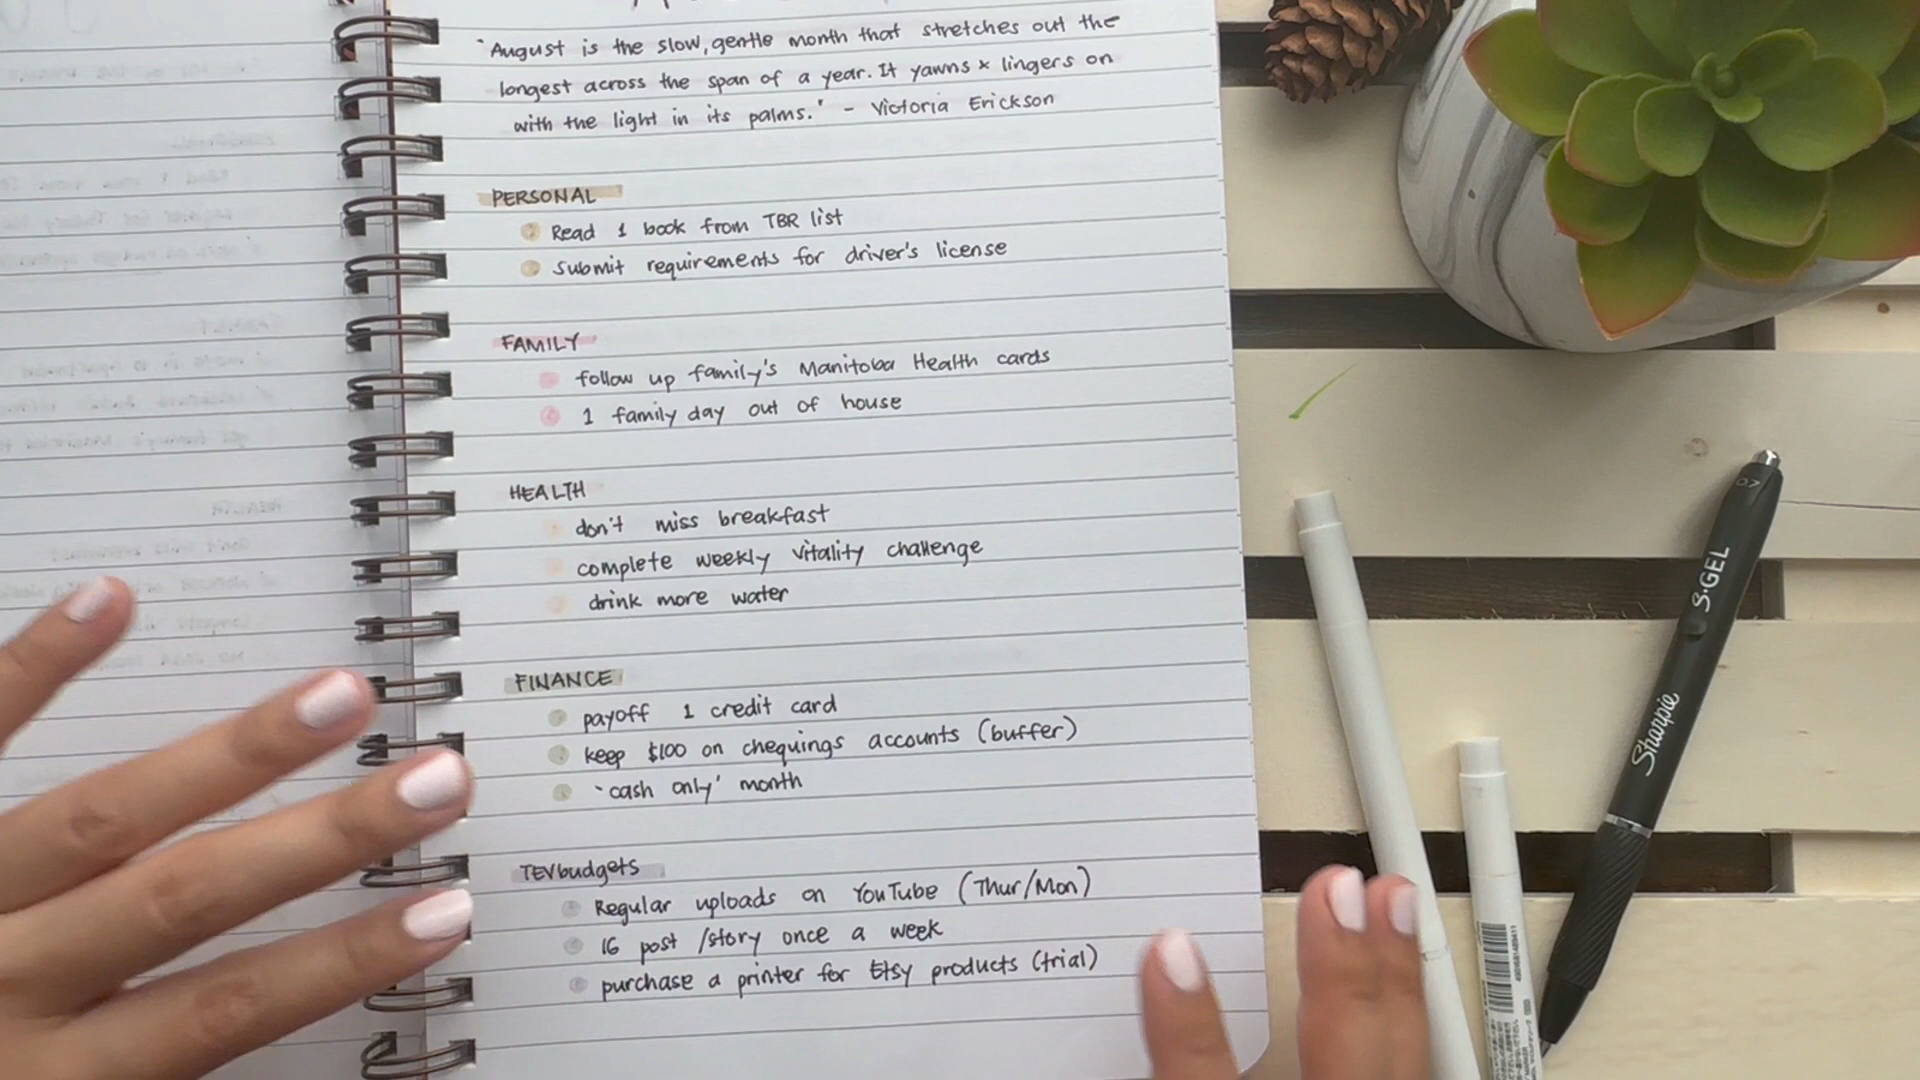 "August is the slow, gentle month that stretches out the
longest across the span of a year. It yawns & lingers on
with the light in its palms." - Victoria Erickson
PERSONAL
Read 1 book from TBR list
Submit requirements for driver's license
FAMILY
follow up family's Manitoba Health cards
1 family day out of house
HEALTH
don't miss breakfast
complete weekly vitality challenge
drink more water
FINANCE
payoff 1 credit card
keep $100 on chequings accounts (buffer)
"cash only" month
TEVbudgets
Regular uploads on YouTube (Thur/Mon)
IG post /story once a week
purchase a printer for Etsy products (trial)
0.7
S·GEL
Sharpie